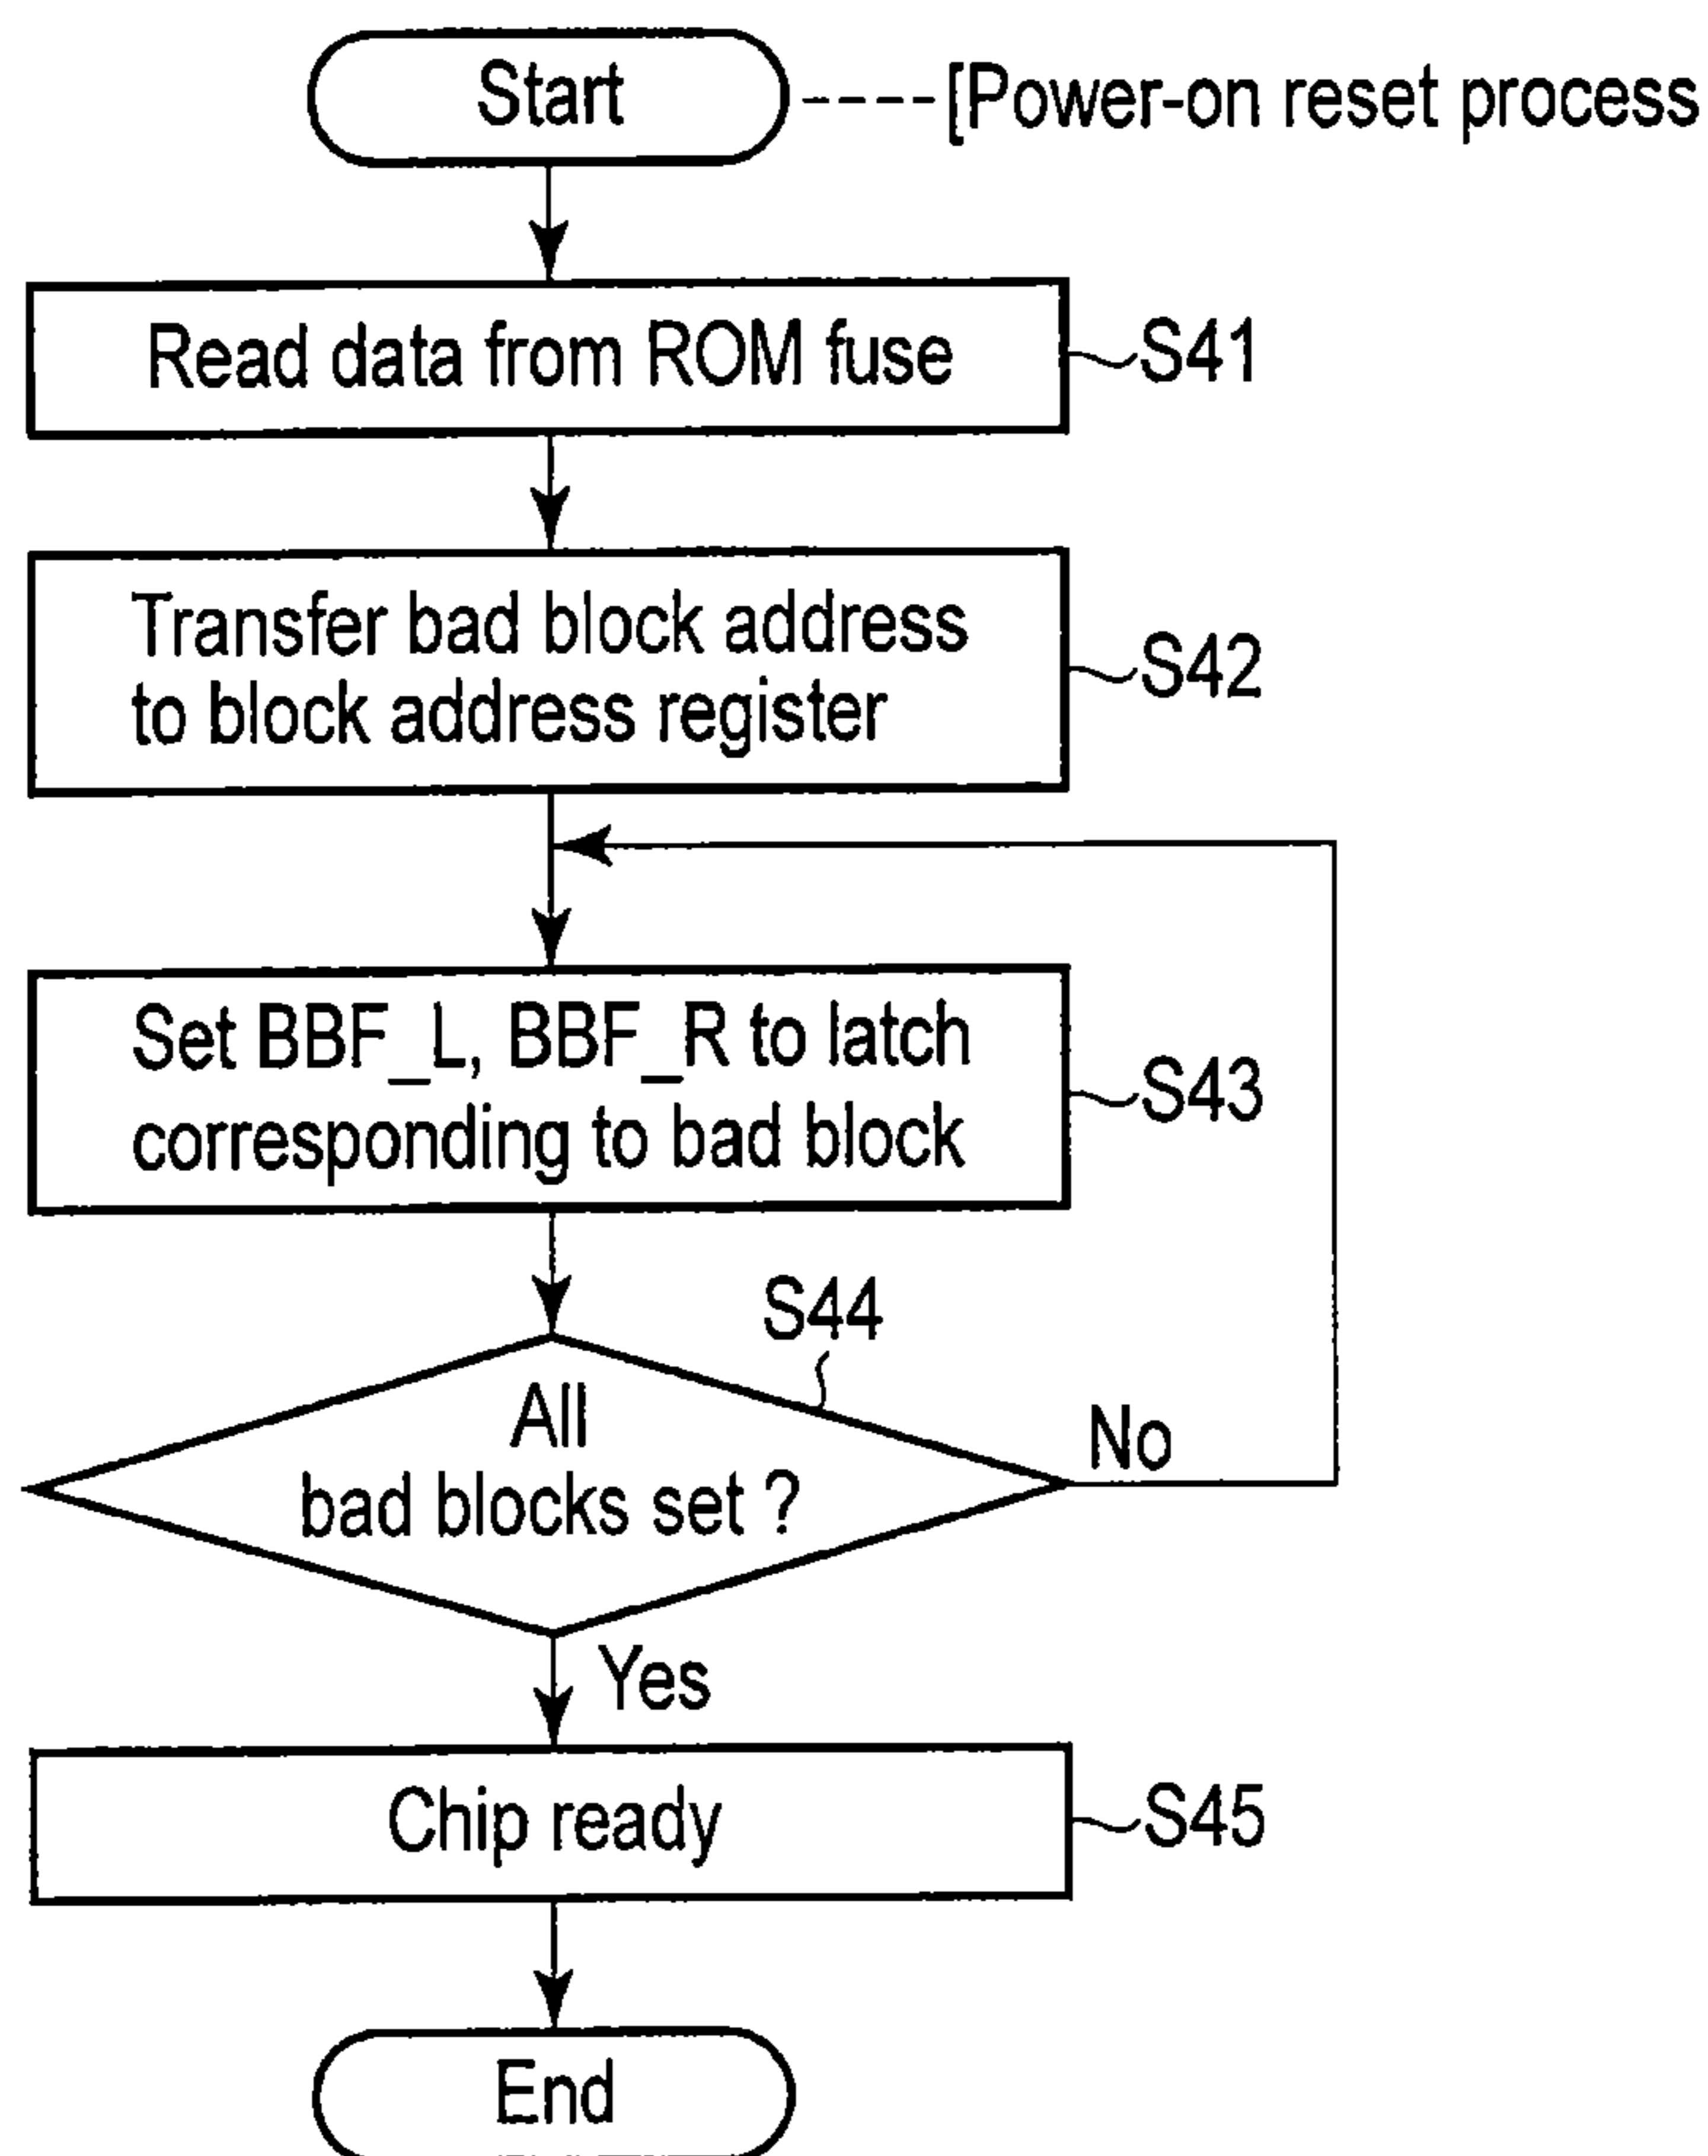 Start
[Power-on reset process
Read data from ROM fuse
S41
Transfer bad block address
to block address register
S42
Set BBF_L, BBF_R to latch
corresponding to bad block
S43
S44
All
bad blocks set ?
No
Yes
Chip ready
S45
End